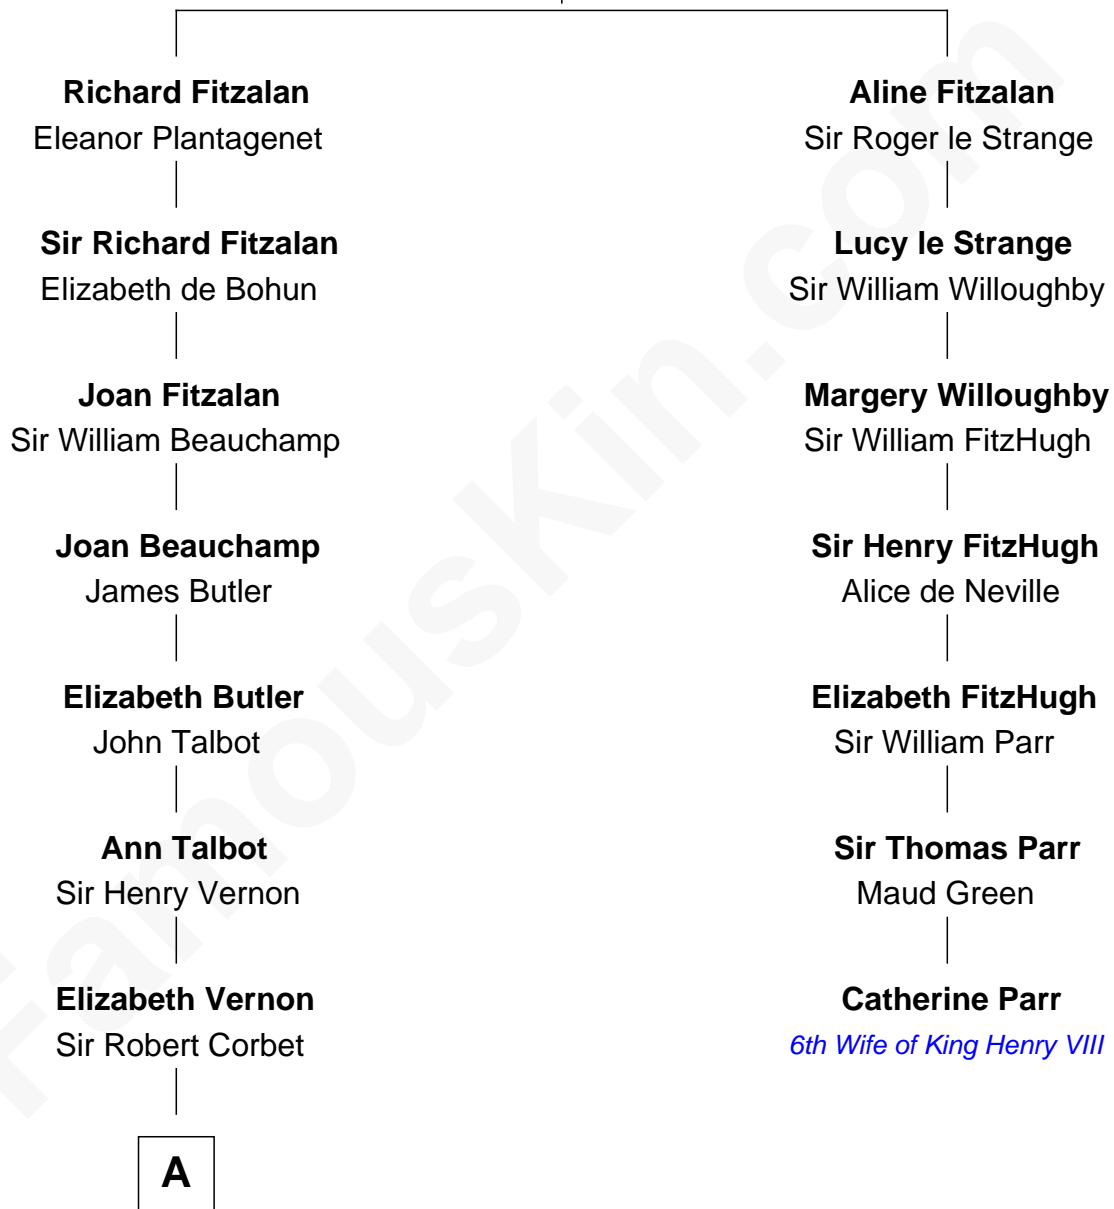 Richard Fitzalan
Eleanor Plantagenet
Sir Richard Fitzalan
Elizabeth de Bohun
Joan Fitzalan
Sir William Beauchamp
Joan Beauchamp
James Butler
Elizabeth Butler
John Talbot
Ann Talbot
Sir Henry Vernon
Elizabeth Vernon
Sir Robert Corbet
A
Aline Fitzalan
Sir Roger le Strange
Lucy le Strange
Sir William Willoughby
Margery Willoughby
Sir William FitzHugh
Sir Henry FitzHugh
Alice de Neville
Elizabeth FitzHugh
Sir William Parr
Sir Thomas Parr
Maud Green
Catherine Parr
6th Wife of King Henry VIII
FamousKin.com